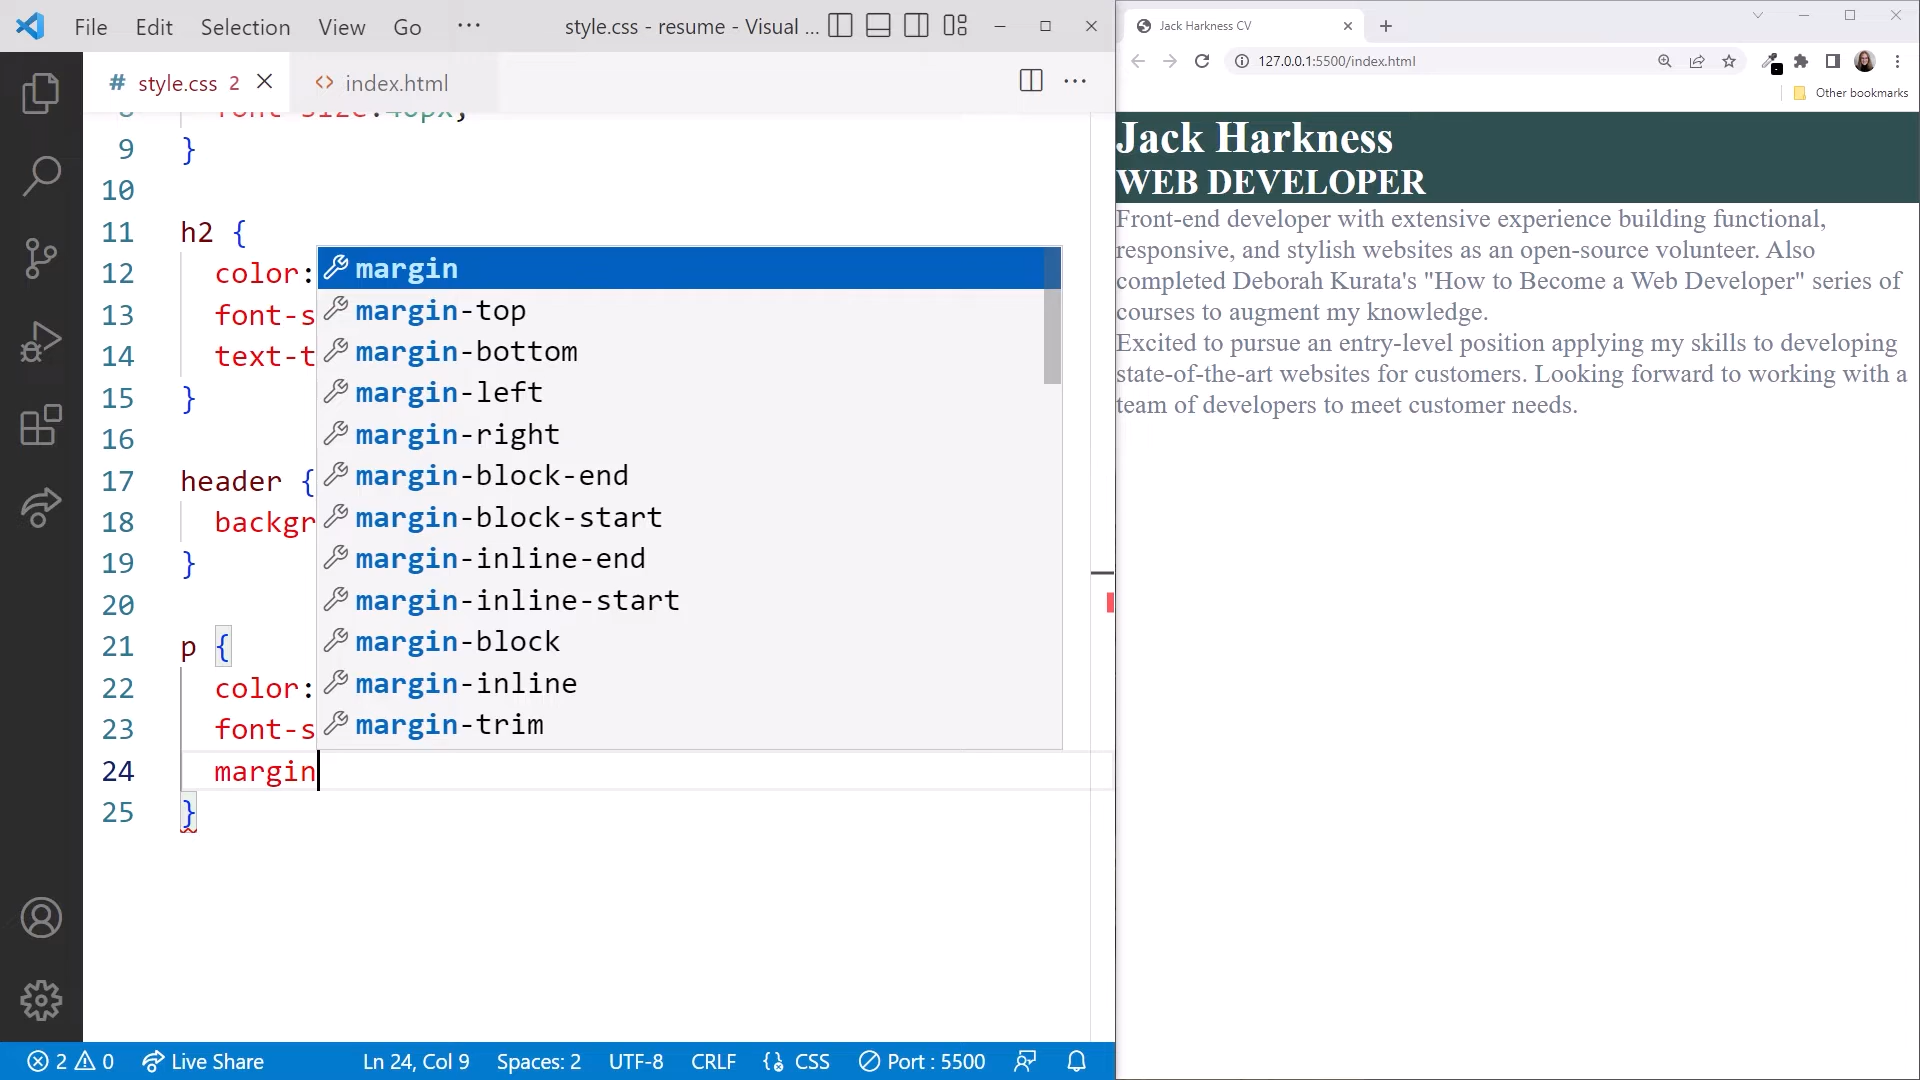 File Edit Selection View Go ··· style.css - resume - Visual ...
# style.css 2 <> index.html
8 font-size:40px;
9 }
10
11 h2 {
12 color:
13 font-s
14 text-t
15 }
16
17 header {
18 backgr
19 }
20
21 p {
22 color:
23 font-s
24 margin
25 }
margin
margin-top
margin-bottom
margin-left
margin-right
margin-block-end
margin-block-start
margin-inline-end
margin-inline-start
margin-block
margin-inline
margin-trim
2 0 Live Share Ln 24, Col 9 Spaces: 2 UTF-8 CRLF CSS Port : 5500
Jack Harkness CV
127.0.0.1:5500/index.html
Other bookmarks
Jack Harkness
WEB DEVELOPER
Front-end developer with extensive experience building functional,
responsive, and stylish websites as an open-source volunteer. Also
completed Deborah Kurata's "How to Become a Web Developer" series of
courses to augment my knowledge.
Excited to pursue an entry-level position applying my skills to developing
state-of-the-art websites for customers. Looking forward to working with a
team of developers to meet customer needs.